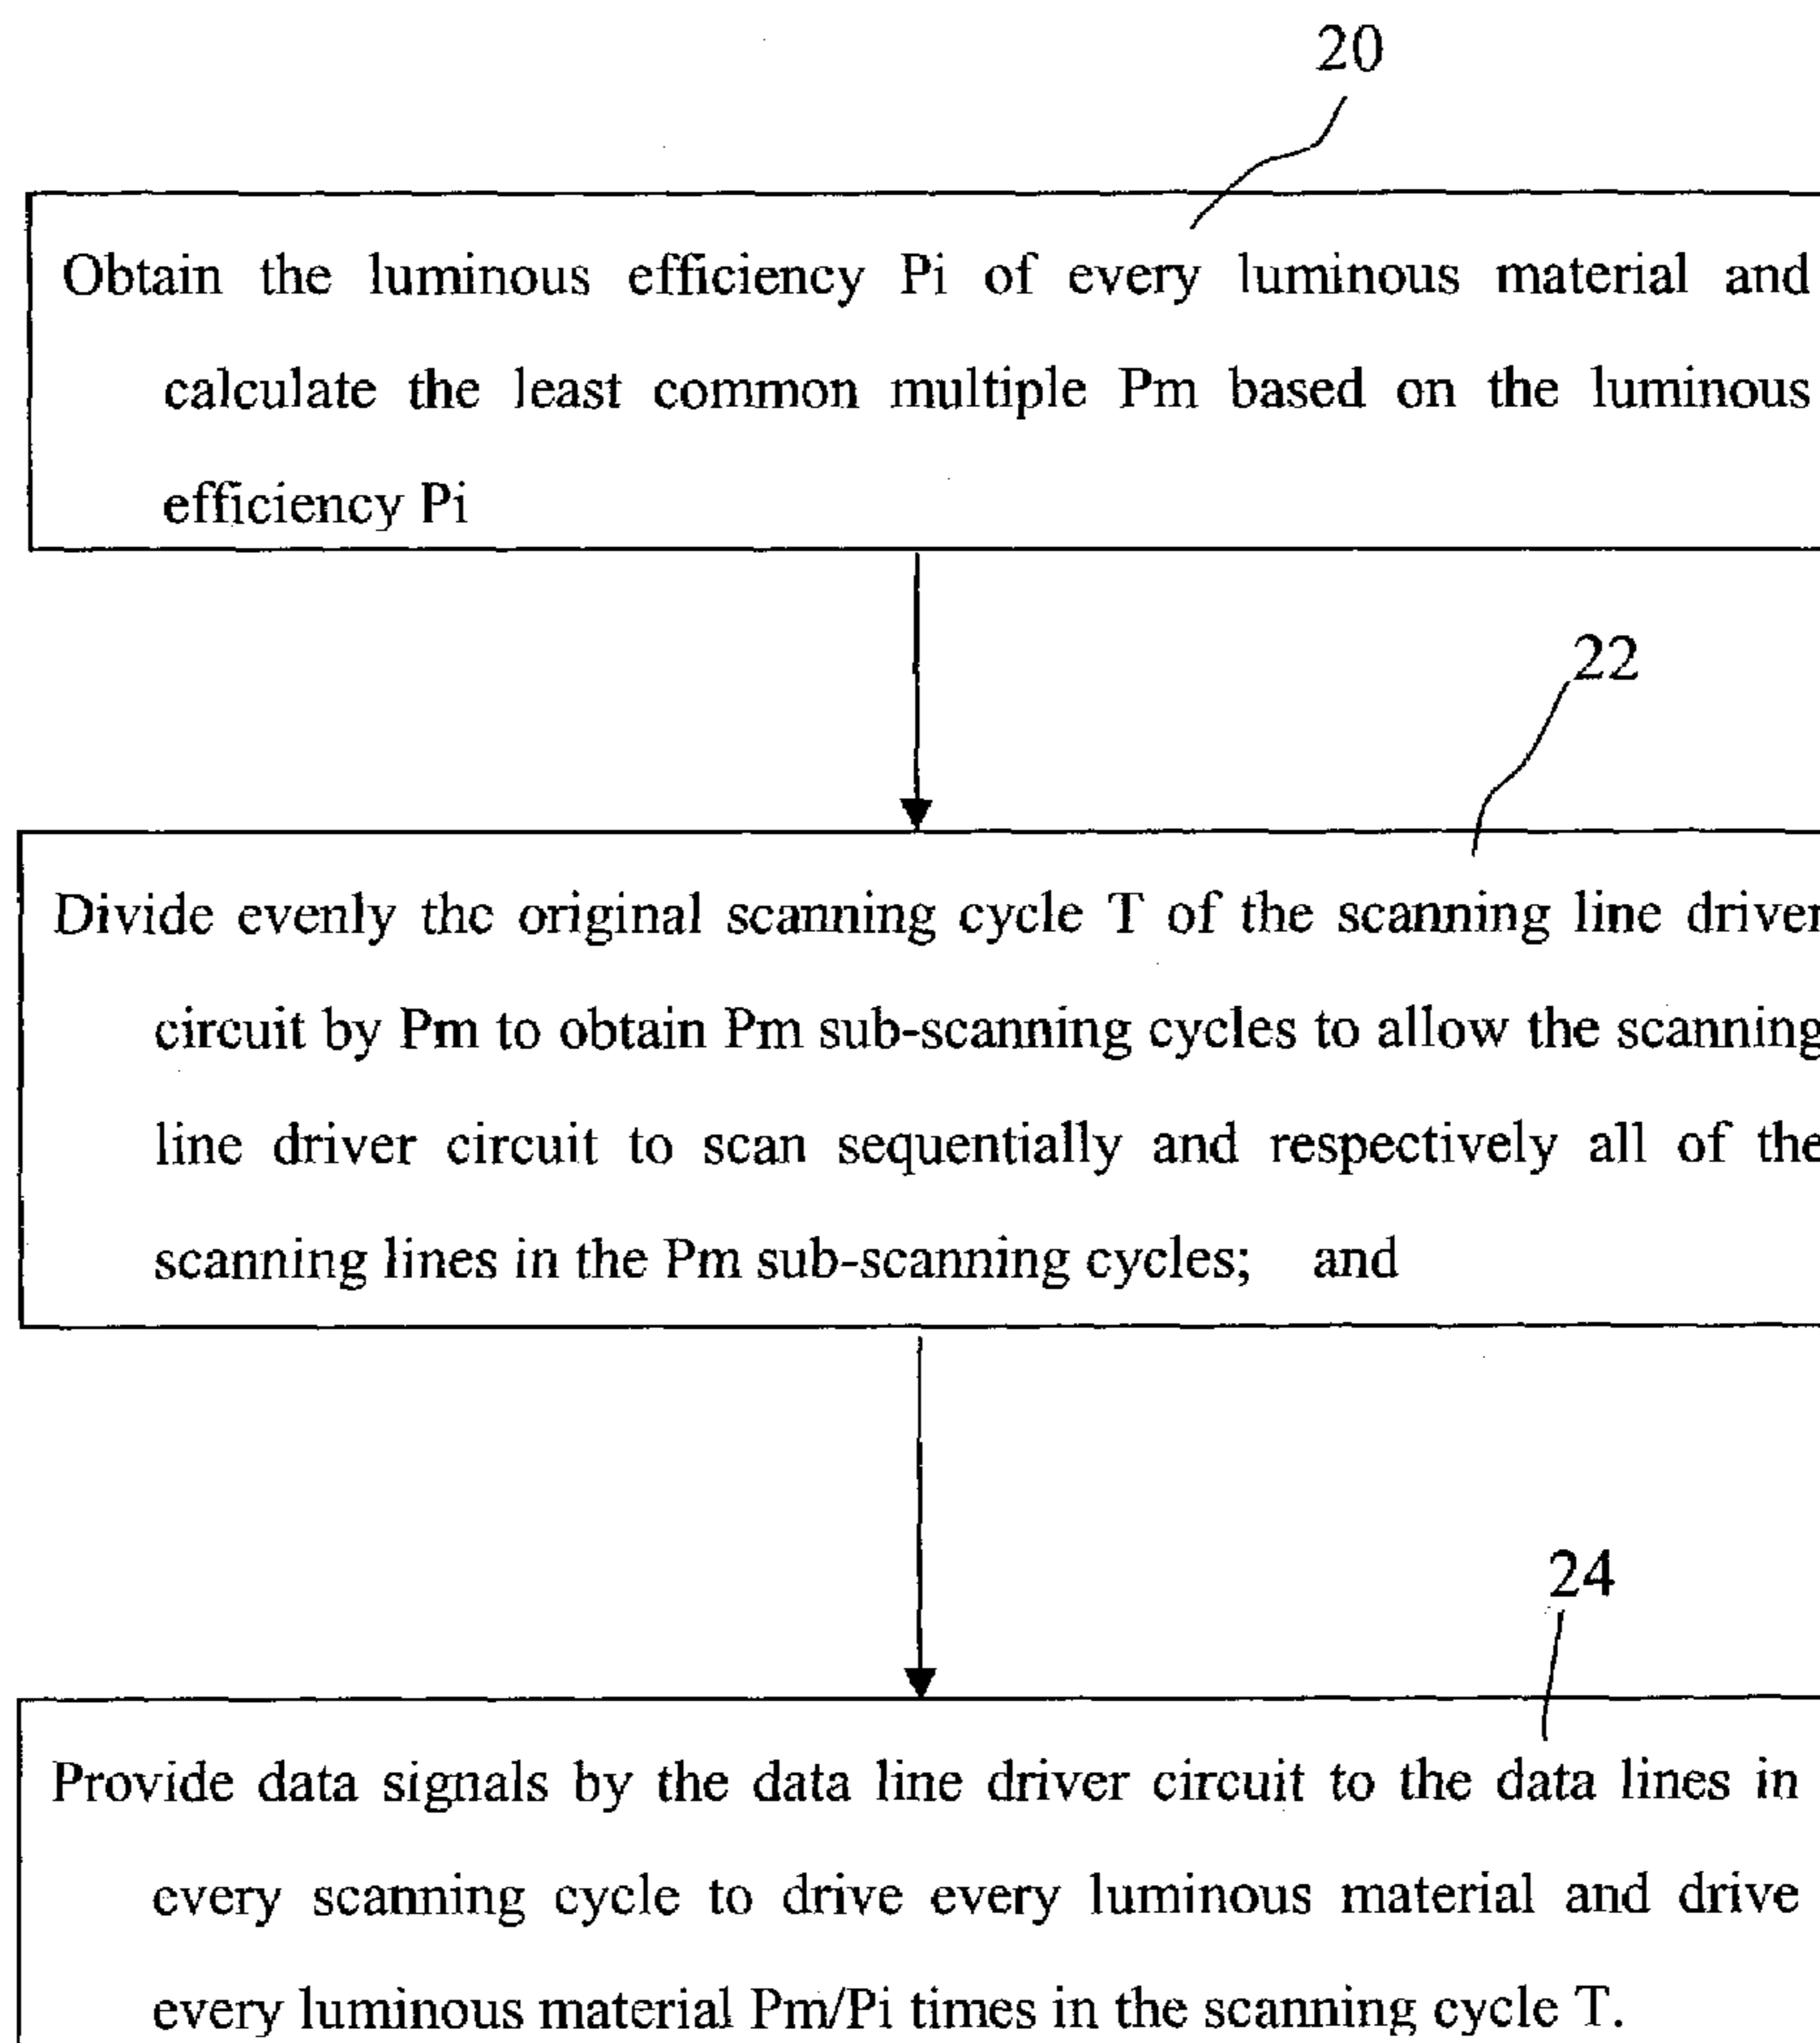 20
Obtain the luminous efficiency Pi of every luminous material and
calculate the least common multiple Pm based on the luminous
efficiency Pi
22
Divide evenly the original scanning cycle T of the scanning line driver
circuit by Pm to obtain Pm sub-scanning cycles to allow the scanning
line driver circuit to scan sequentially and respectively all of the
scanning lines in the Pm sub-scanning cycles; and
24
Provide data signals by the data line driver circuit to the data lines in
every scanning cycle to drive every luminous material and drive
every luminous material Pm/Pi times in the scanning cycle T.